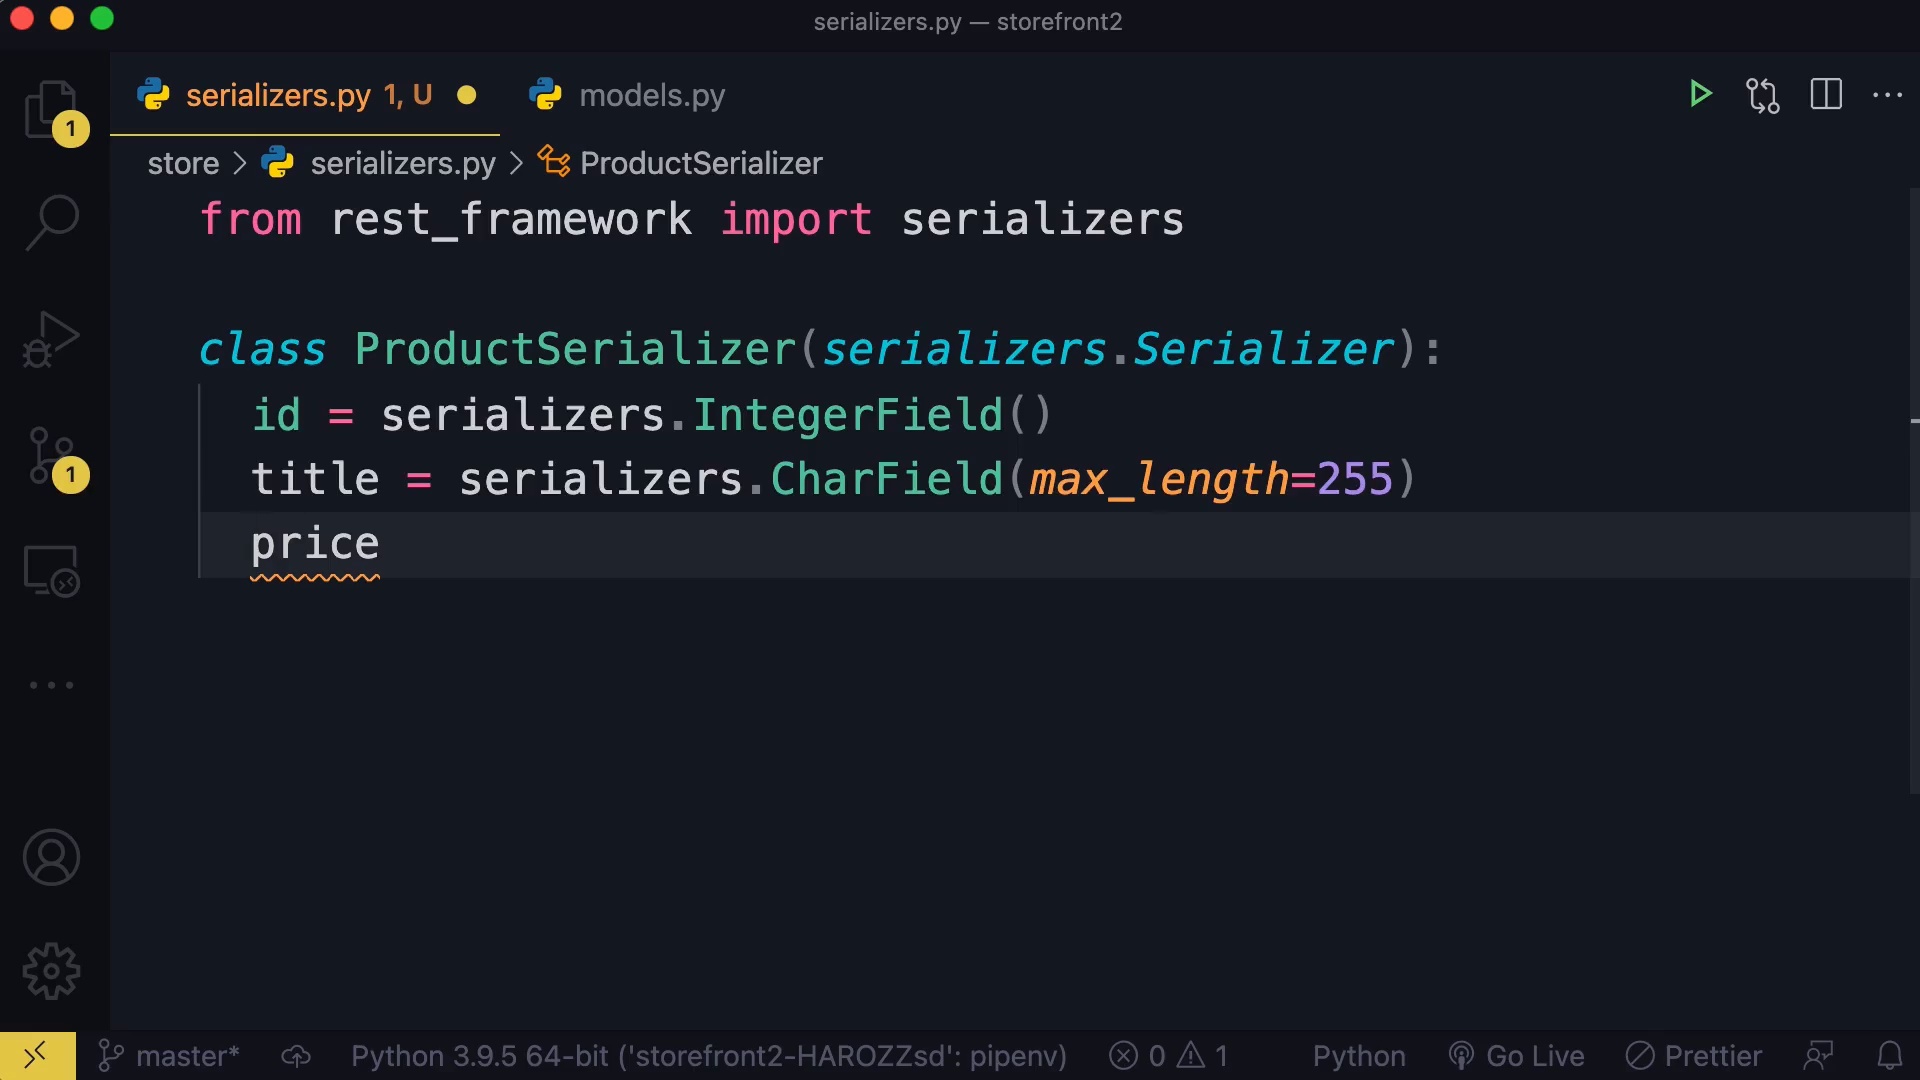 serializers.py — storefront2
serializers.py 1, U
models.py
store > serializers.py > ProductSerializer
from rest_framework import serializers
class ProductSerializer(serializers.Serializer):
id = serializers.IntegerField()
title = serializers.CharField(max_length=255)
price
1
1
master* Python 3.9.5 64-bit ('storefront2-HAROZZsd': pipenv) 0 1 Python Go Live Prettier